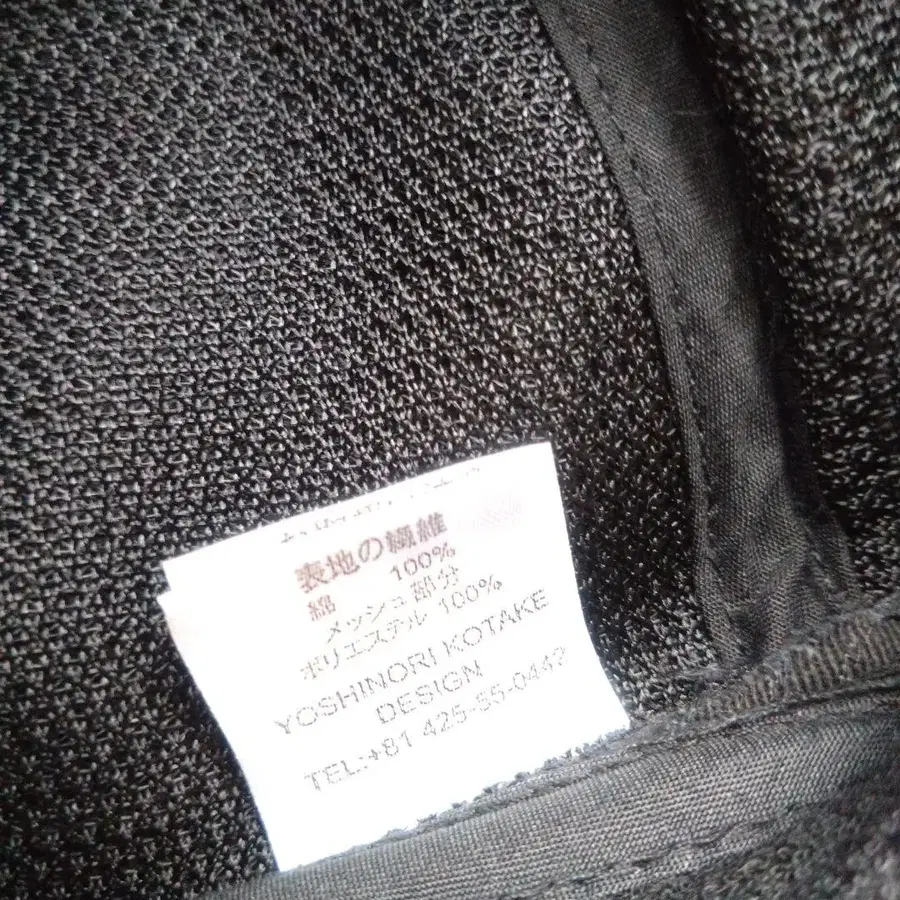 表地の繊維
綿 100%
メッシュ部分
ポリエステル 100%
YOSHINORI KOTAKE
DESIGN
TEL:+81 425-55-0442